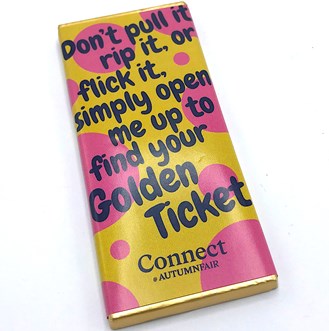 Don't pull it
rip it, or
flick it,
simply open
me up to
find your
Golden
Ticket
Connect
@AUTUMNFAIR